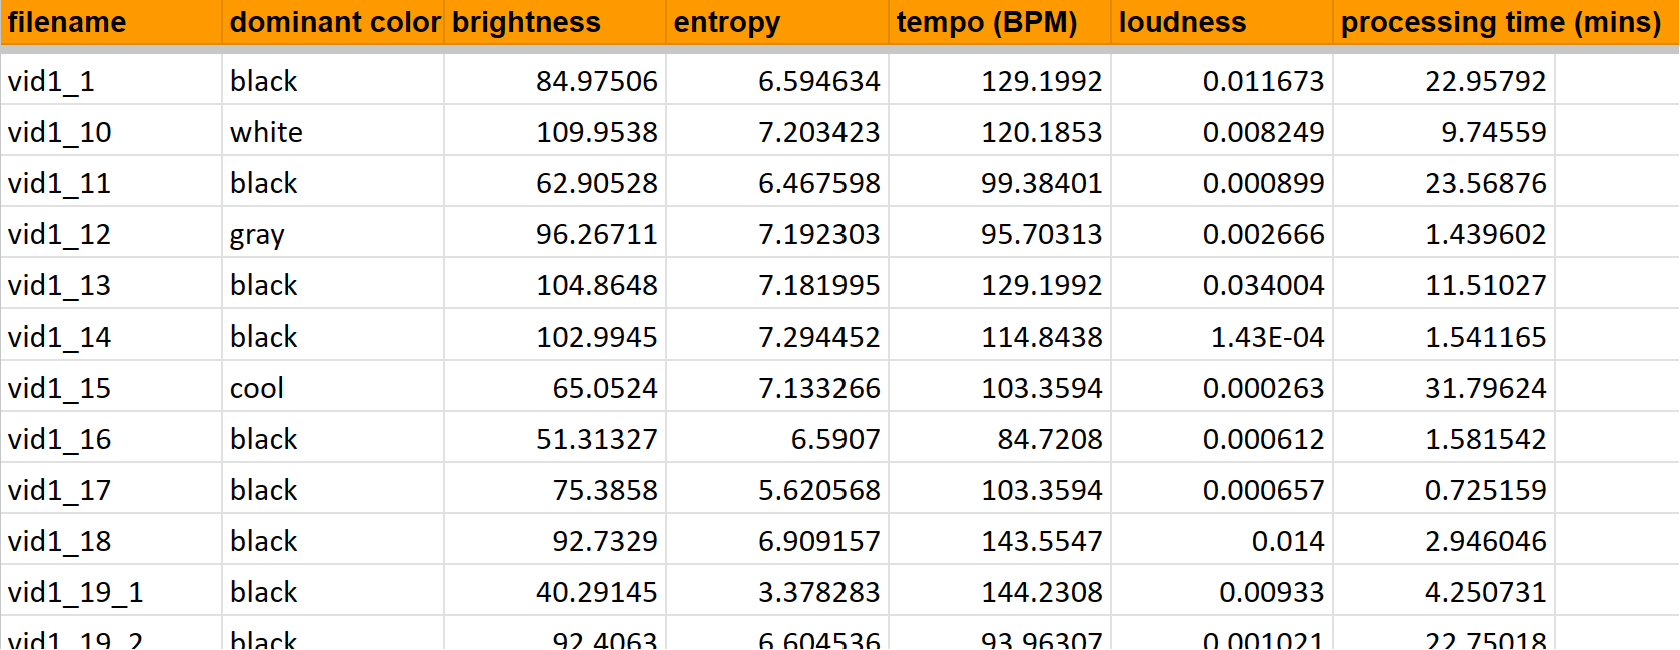 filename dominant color brightness entropy tempo (BPM) loudness processing time (mins)
vid1_1 black 84.97506 6.594634 129.1992 0.011673 22.95792
vid1_10 white 109.9538 7.203423 120.1853 0.008249 9.74559
vid1_11 black 62.90528 6.467598 99.38401 0.000899 23.56876
vid1_12 gray 96.26711 7.192303 95.70313 0.002666 1.439602
vid1_13 black 104.8648 7.181995 129.1992 0.034004 11.51027
vid1_14 black 102.9945 7.294452 114.8438 1.43E-04 1.541165
vid1_15 cool 65.0524 7.133266 103.3594 0.000263 31.79624
vid1_16 black 51.31327 6.5907 84.7208 0.000612 1.581542
vid1_17 black 75.3858 5.620568 103.3594 0.000657 0.725159
vid1_18 black 92.7329 6.909157 143.5547 0.014 2.946046
vid1_19_1 black 40.29145 3.378283 144.2308 0.00933 4.250731
vid1_19_2 black 92.4063 6.604536 93.96307 0.001021 22.75018